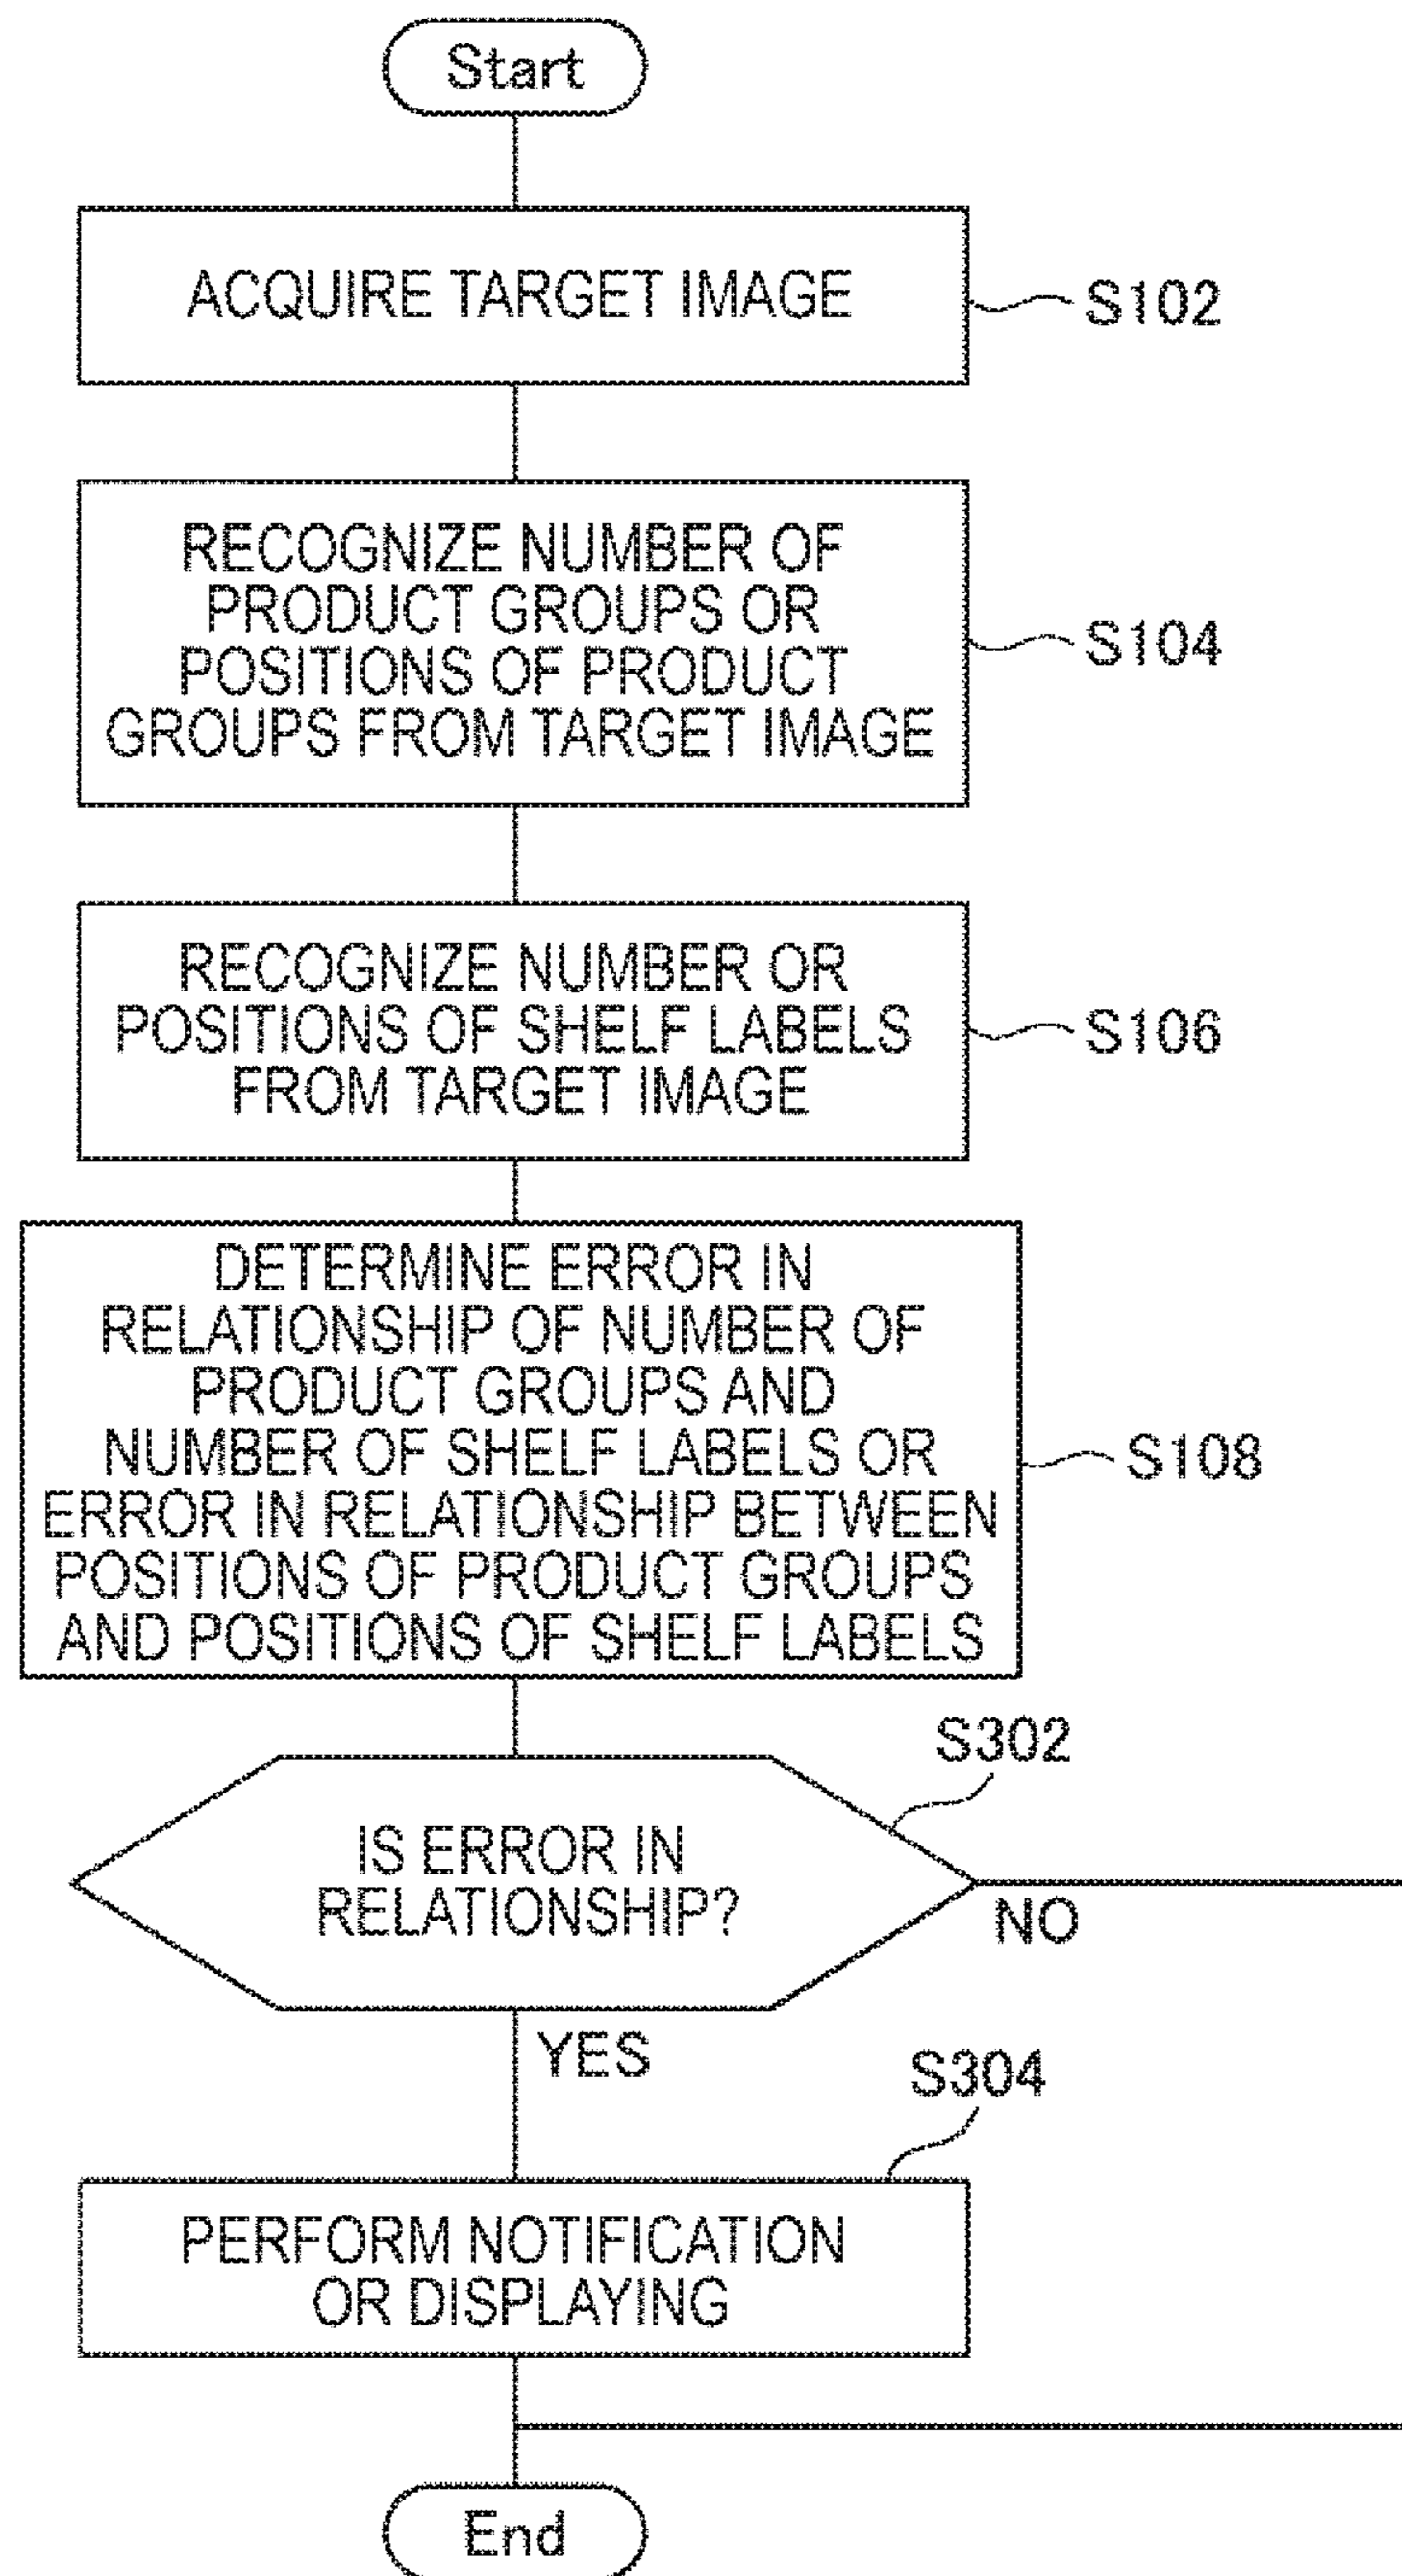 Start
ACQUIRE TARGET IMAGE
S102
RECOGNIZE NUMBER OF
PRODUCT GROUPS OR
POSITIONS OF PRODUCT
GROUPS FROM TARGET IMAGE
S104
RECOGNIZE NUMBER OR
POSITIONS OF SHELF LABELS
FROM TARGET IMAGE
S106
DETERMINE ERROR IN
RELATIONSHIP OF NUMBER OF
PRODUCT GROUPS AND
NUMBER OF SHELF LABELS OR
ERROR IN RELATIONSHIP BETWEEN
POSITIONS OF PRODUCT GROUPS
AND POSITIONS OF SHELF LABELS
S108
S302
IS ERROR IN
RELATIONSHIP?
NO
YES
S304
PERFORM NOTIFICATION
OR DISPLAYING
End